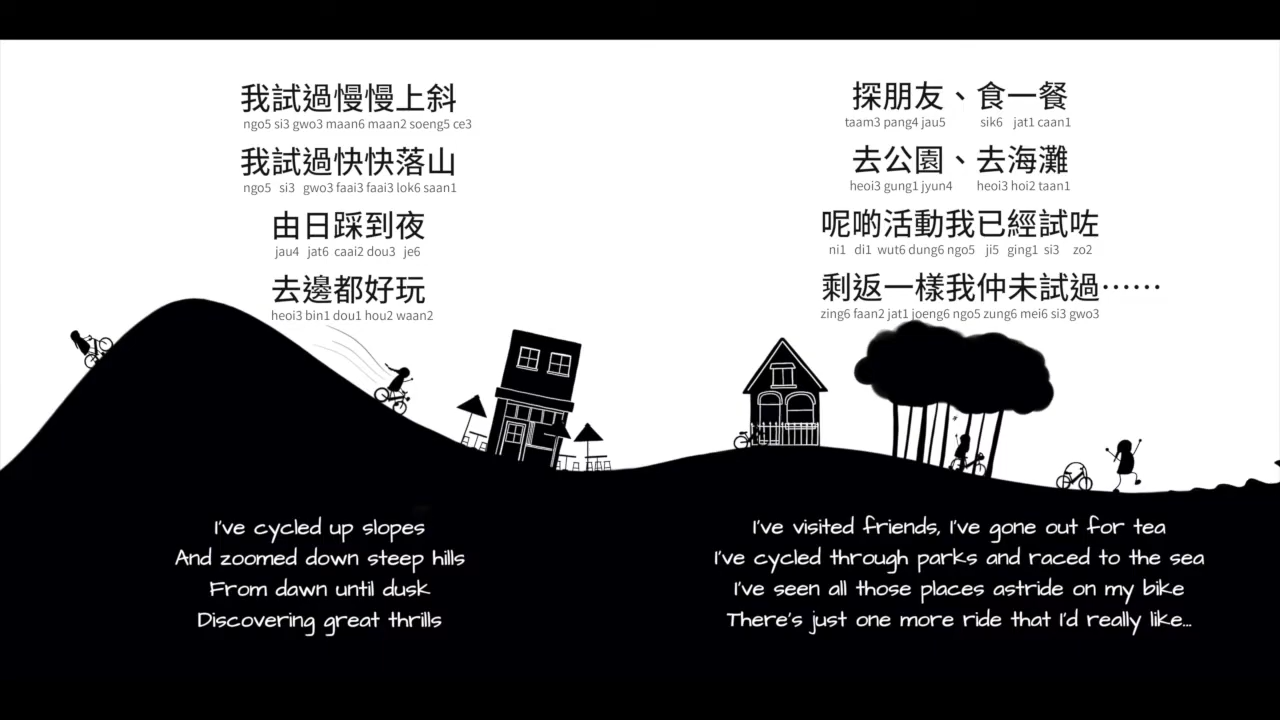 我試過慢慢上斜
ngo5 si3 gwo3 maan6 maan2 soeng5 ce3
我試過快快落山
ngo5 si3 gwo3 faai3 faai3 lok6 saan1
由日踩到夜
jau4 jat6 caai2 dou3 je6
去邊都好玩
heoi3 bin1 dou1 hou2 waan2
I've cycled up slopes
And zoomed down steep hills
From dawn until dusk
Discovering great thrills
探朋友、食一餐
taam3 pang4 jau5 sik6 jat1 caan1
去公園、去海灘
heoi3 gung1 jyun4 heoi3 hoi2 taan1
呢啲活動我已經試咗
ni1 di1 wut6 dung6 ngo5 ji5 ging1 si3 zo2
剩返一樣我仲未試過⋯⋯
zing6 faan2 jat1 joeng6 ngo5 zung6 mei6 si3 gwo3
I've visited friends, I've gone out for tea
I've cycled through parks and raced to the sea
I've seen all those places astride on my bike
There's just one more ride that I'd really like...